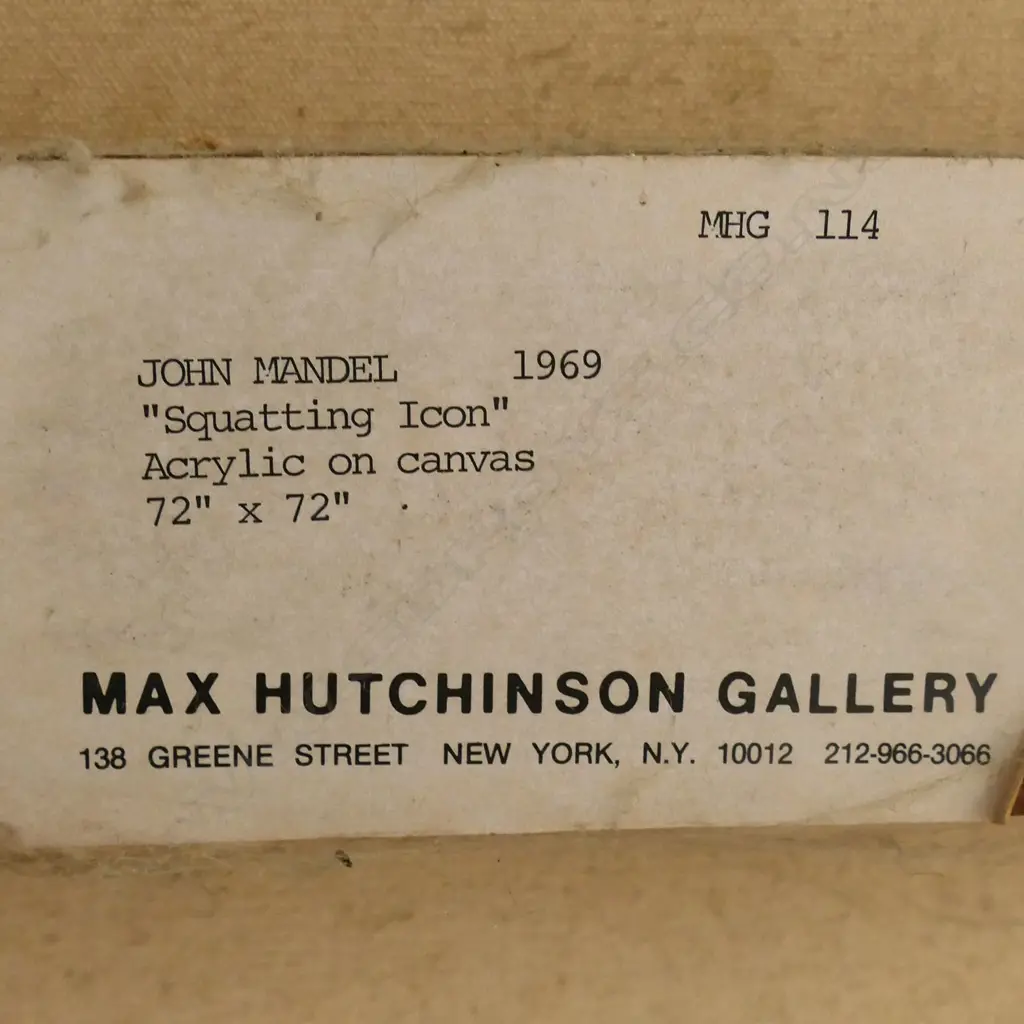 MHG 114
JOHN MANDEL 1969
"Squatting Icon"
Acrylic on canvas
72" x 72"
MAX HUTCHINSON GALLERY
138 GREENE STREET NEW YORK, N.Y. 10012 212-966-3066